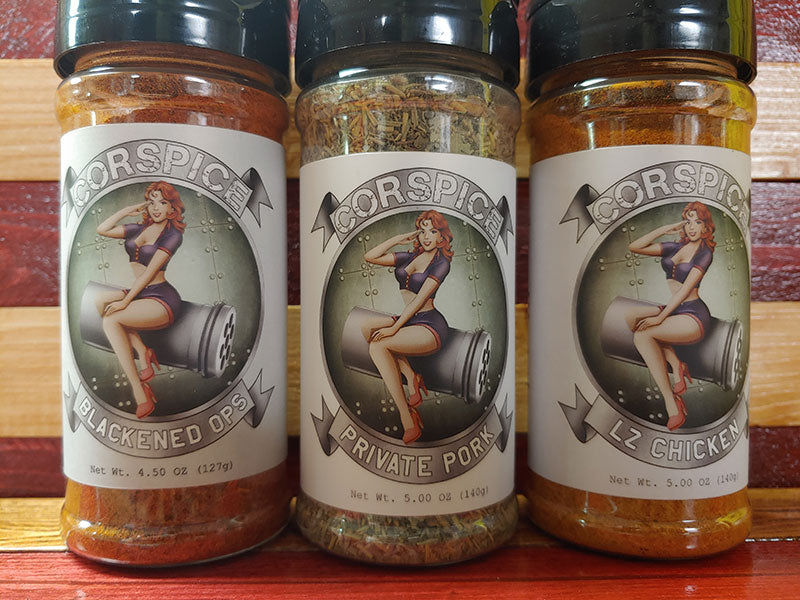 CORSPICE
BLACKENED OPS
Net Wt. 4.50 OZ (127g)
CORSPICE
PRIVATE PORK
Net Wt. 5.00 OZ (140g)
CORSPICE
LZ CHICKEN
Net Wt. 5.00 OZ (140g)